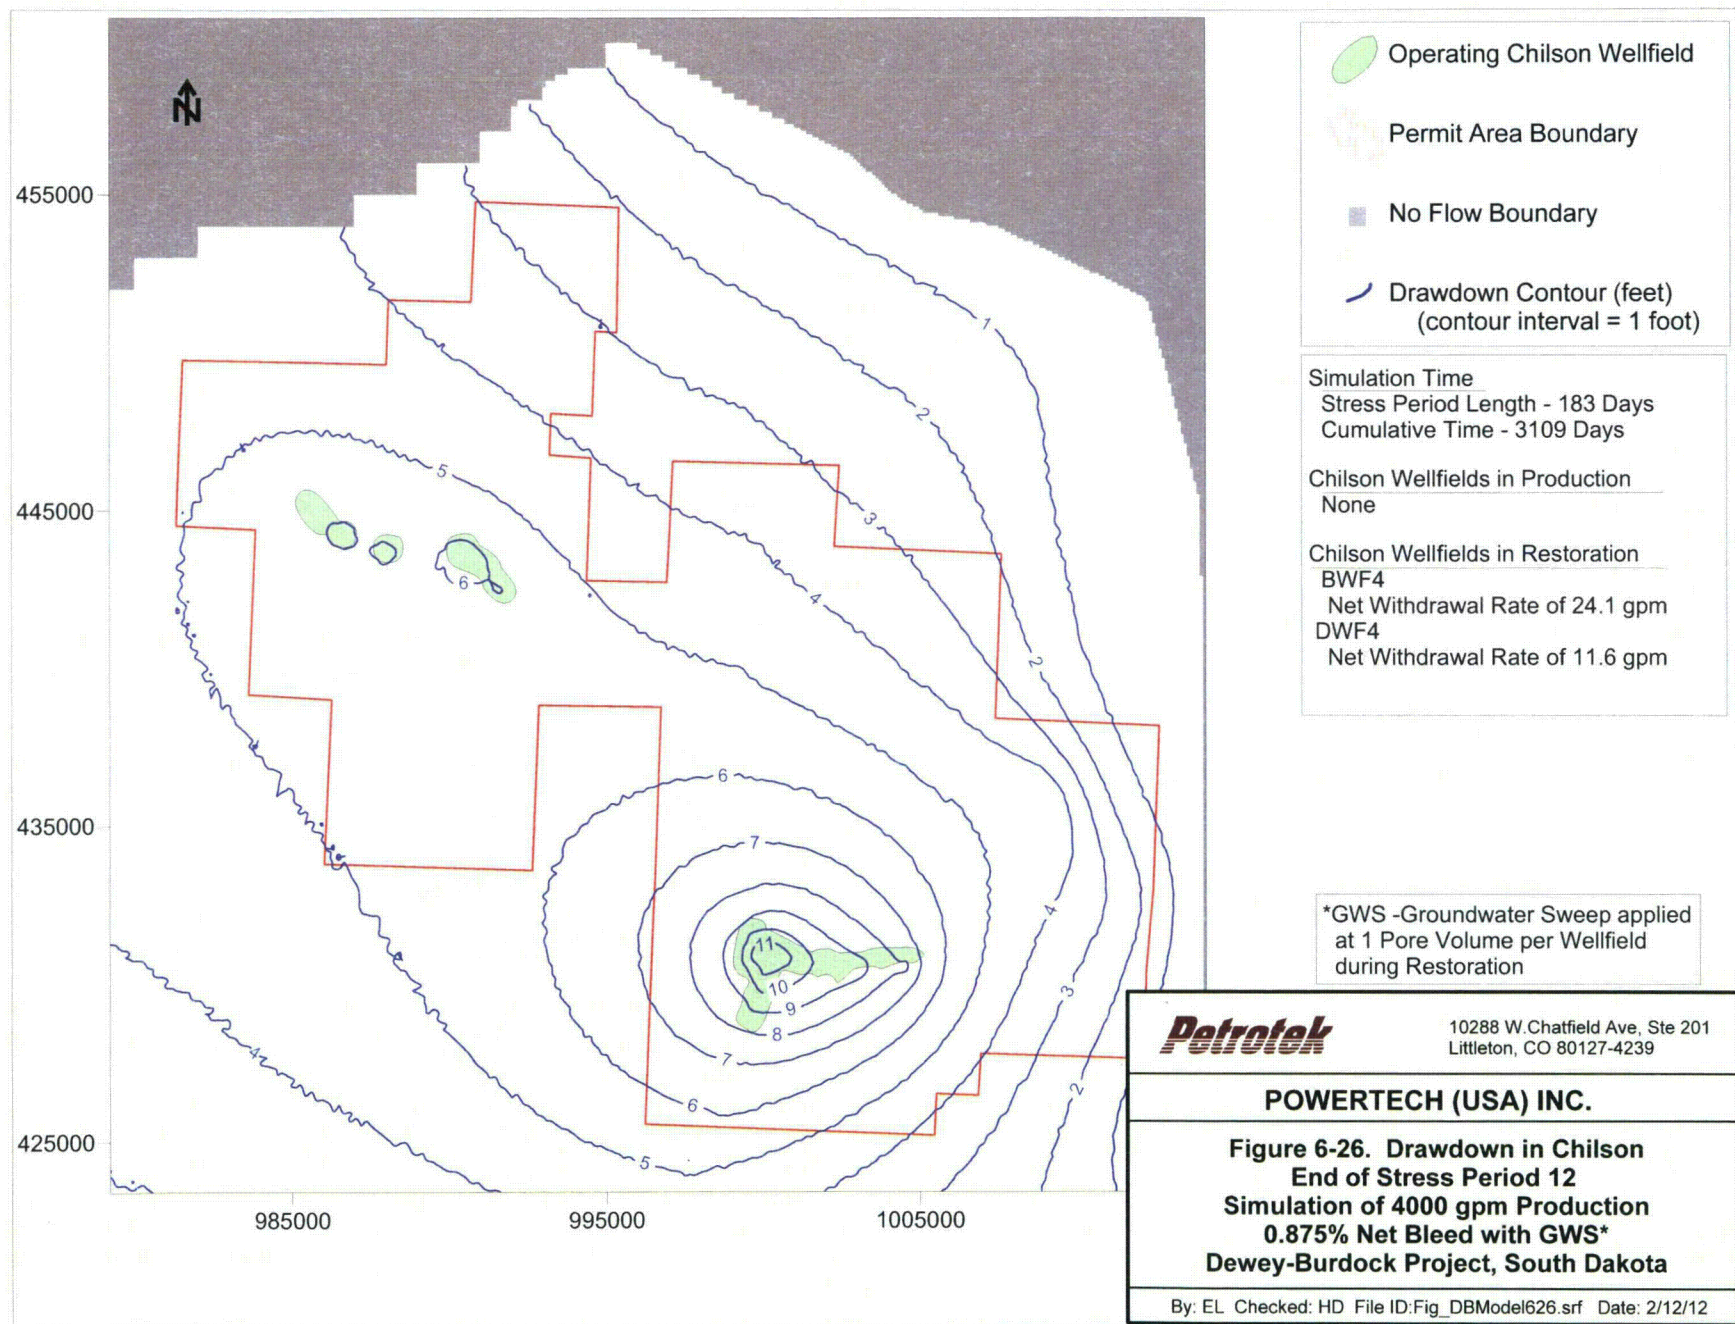 N
455000
445000
435000
425000
985000
995000
1005000
1
2
3
2
4
5
6
6
7
11
10
9
8
7
6
5
4
4
3
2
Operating Chilson Wellfield
Permit Area Boundary
No Flow Boundary
Drawdown Contour (feet)
(contour interval = 1 foot)
Simulation Time
Stress Period Length - 183 Days
Cumulative Time - 3109 Days
Chilson Wellfields in Production
None
Chilson Wellfields in Restoration
BWF4
Net Withdrawal Rate of 24.1 gpm
DWF4
Net Withdrawal Rate of 11.6 gpm
*GWS -Groundwater Sweep applied
at 1 Pore Volume per Wellfield
during Restoration
Petrotek
10288 W.Chatfield Ave, Ste 201
Littleton, CO 80127-4239
POWERTECH (USA) INC.
Figure 6-26. Drawdown in Chilson
End of Stress Period 12
Simulation of 4000 gpm Production
0.875% Net Bleed with GWS*
Dewey-Burdock Project, South Dakota
By: EL Checked: HD File ID:Fig_DBModel626.srf Date: 2/12/12